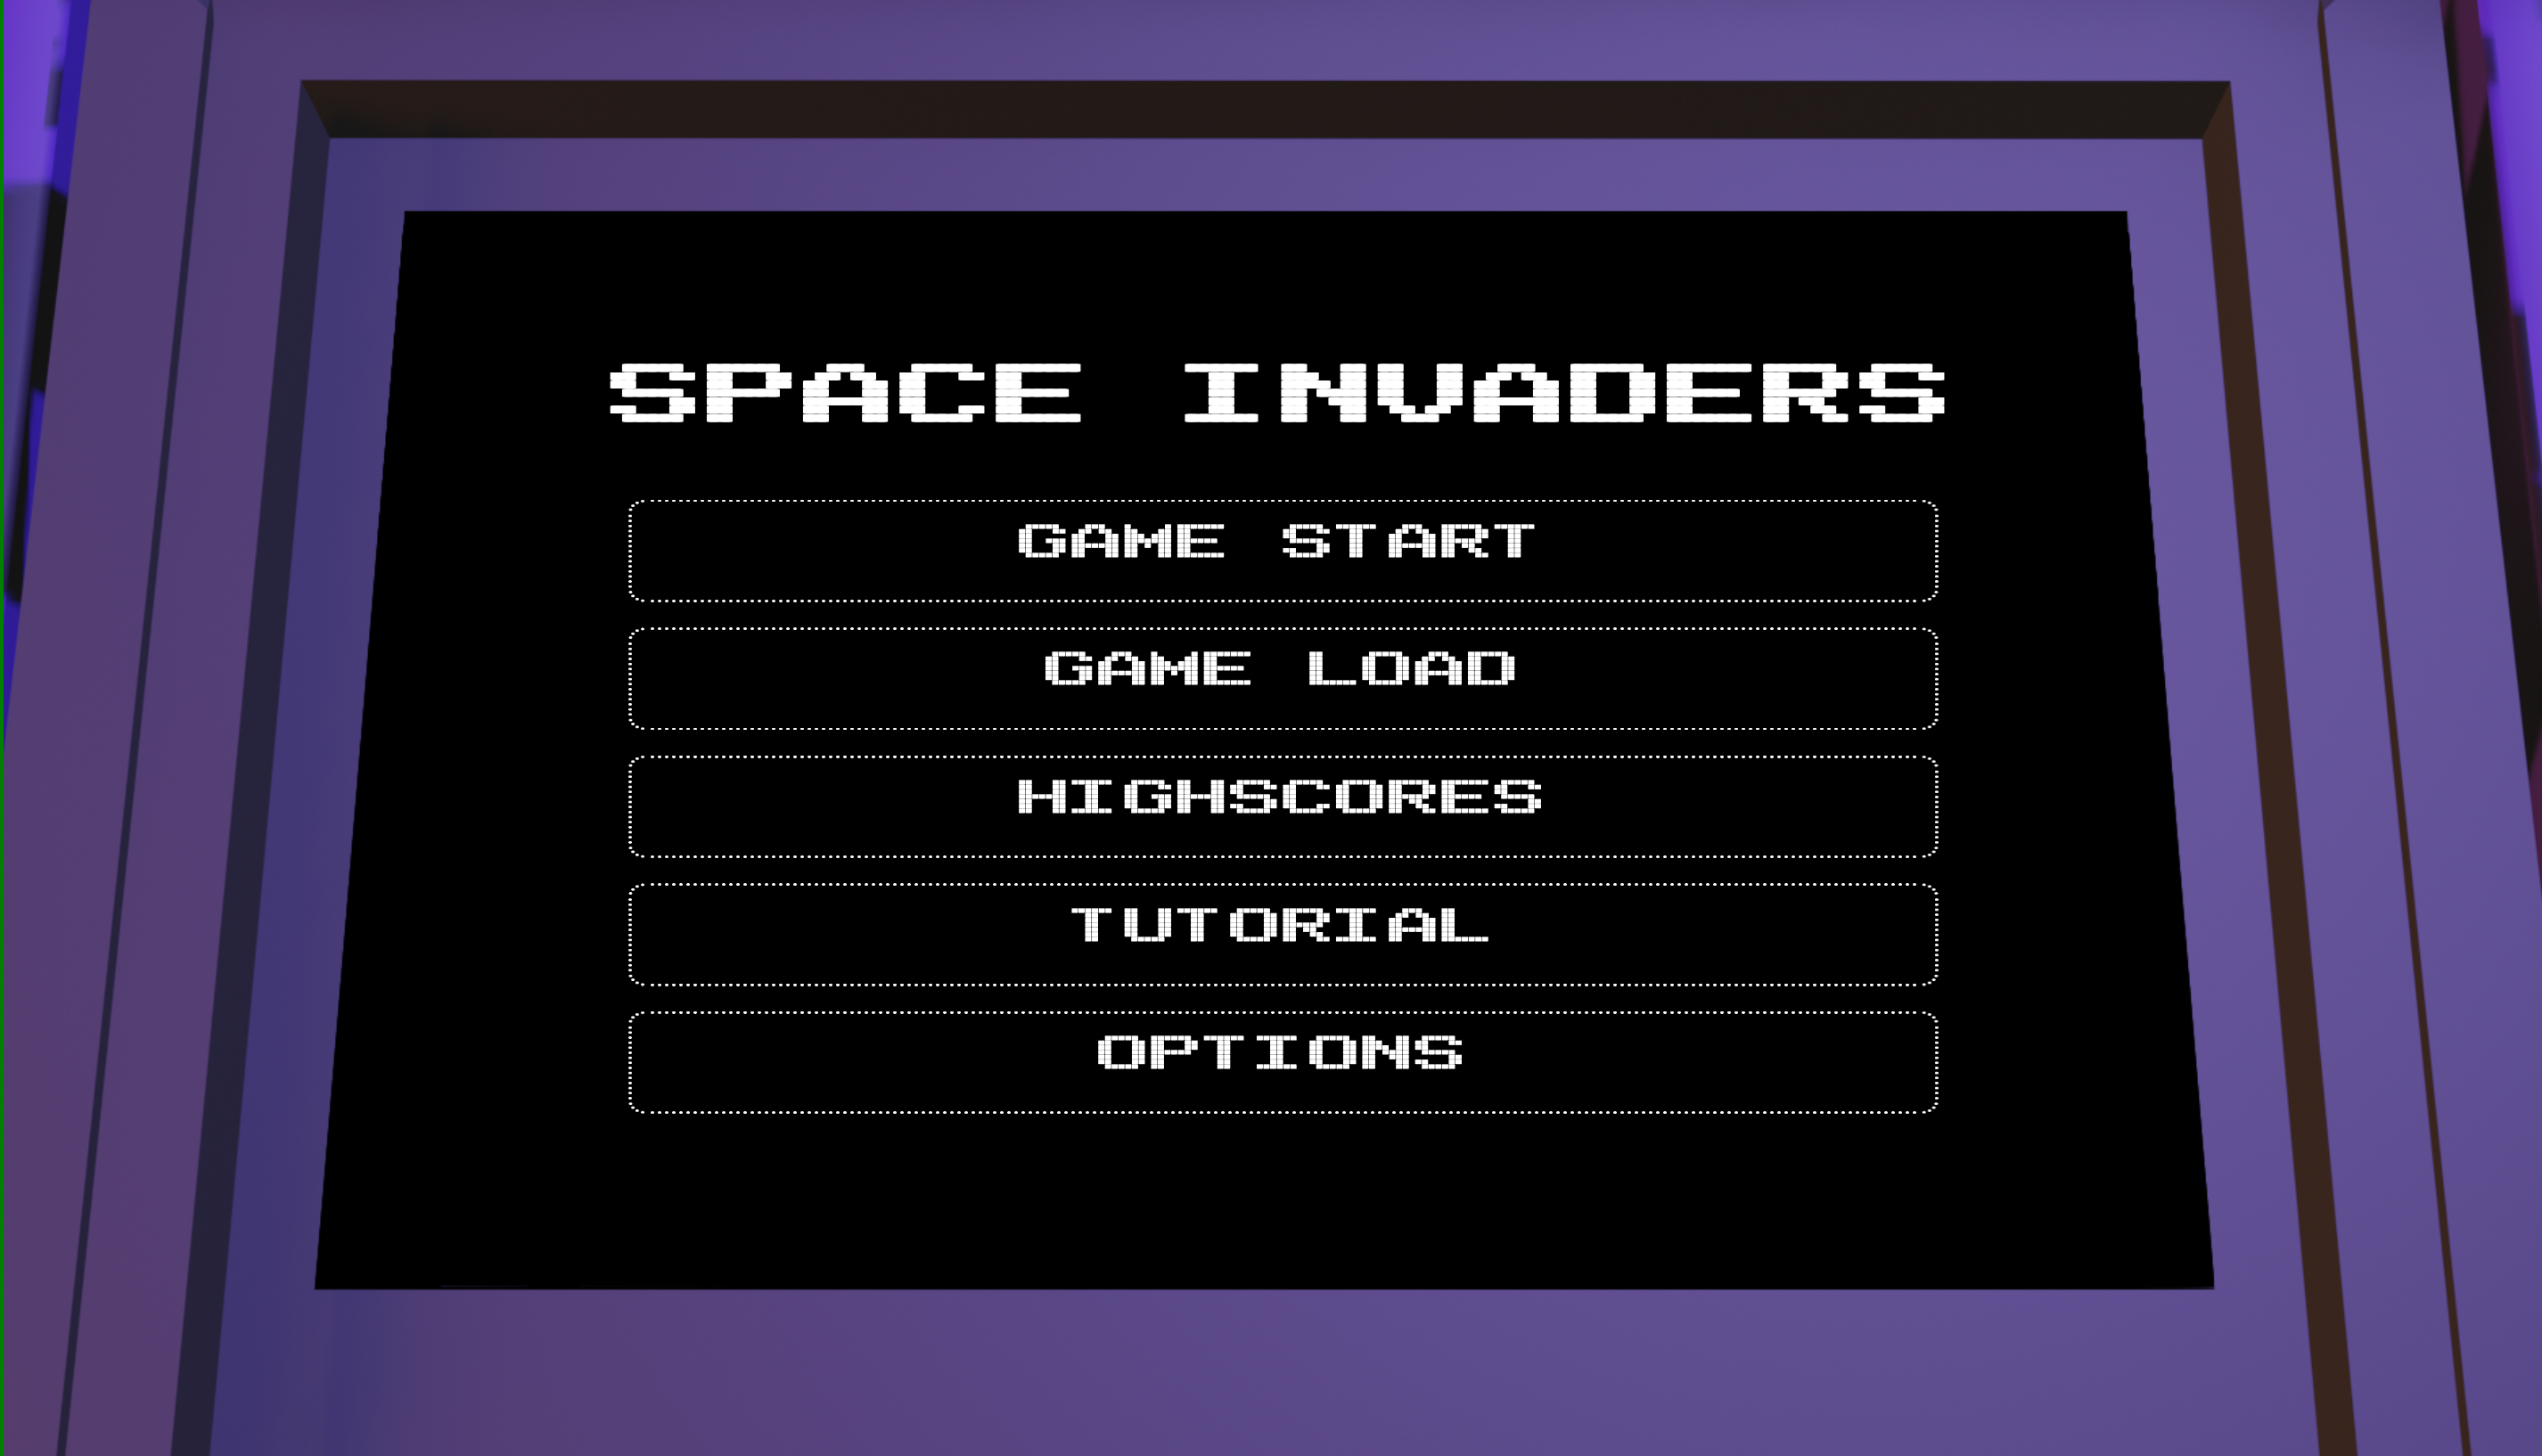 SPACE INVADERS
GAME START
GAME LOAD
HIGHSCORES
TUTORIAL
OPTIONS